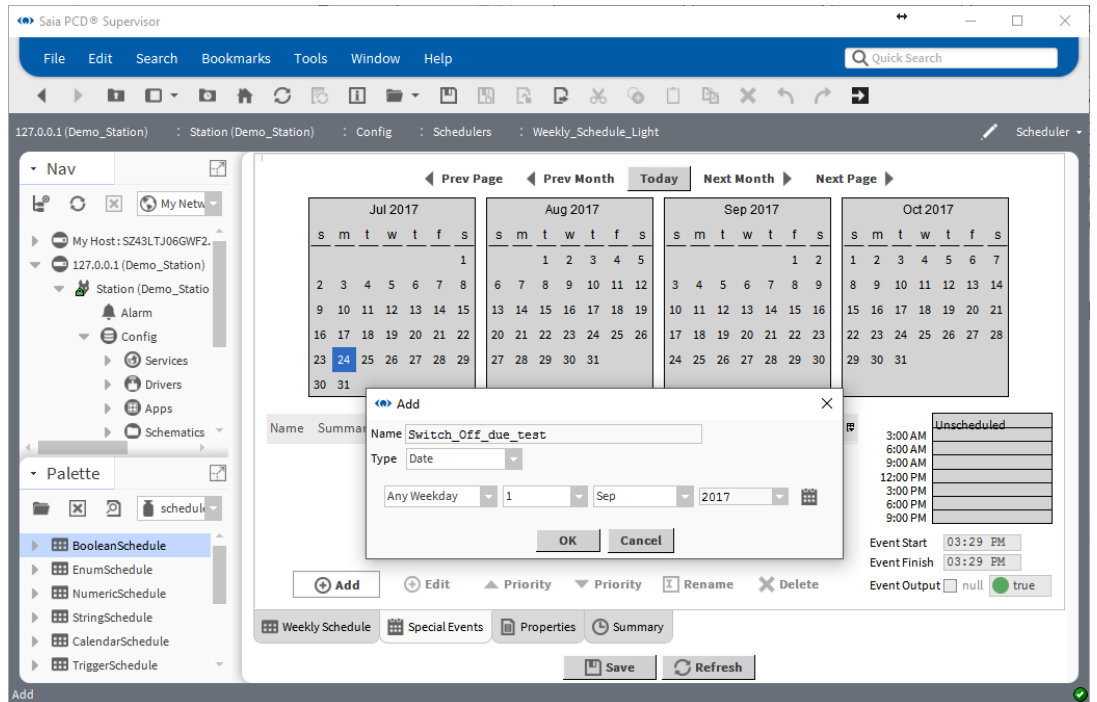 Saia PCD® Supervisor
File Edit Search Bookmarks Tools Window Help
Quick Search
127.0.0.1 (Demo_Station) : Station (Demo_Station) : Config : Schedulers : Weekly_Schedule_Light
Scheduler
Nav
My Netw
My Host : SZ43LTJ06GWF2.
127.0.0.1 (Demo_Station)
Station (Demo_Statio
Alarm
Config
Services
Drivers
Apps
Schematics
Palette
schedule
BooleanSchedule
EnumSchedule
NumericSchedule
StringSchedule
CalendarSchedule
TriggerSchedule
Prev Page Prev Month Today Next Month Next Page
Jul 2017
s m t w t f s
1
2 3 4 5 6 7 8
9 10 11 12 13 14 15
16 17 18 19 20 21 22
23 24 25 26 27 28 29
30 31
Aug 2017
s m t w t f s
1 2 3 4 5
6 7 8 9 10 11 12
13 14 15 16 17 18 19
20 21 22 23 24 25 26
27 28 29 30 31
Sep 2017
s m t w t f s
1 2
3 4 5 6 7 8 9
10 11 12 13 14 15 16
17 18 19 20 21 22 23
24 25 26 27 28 29 30
Oct 2017
s m t w t f s
1 2 3 4 5 6 7
8 9 10 11 12 13 14
15 16 17 18 19 20 21
22 23 24 25 26 27 28
29 30 31
Name Summar
Add
Name Switch_Off_due_test
Type Date
Any Weekday 1 Sep 2017
OK Cancel
Unscheduled
3:00 AM
6:00 AM
9:00 AM
12:00 PM
3:00 PM
6:00 PM
9:00 PM
Event Start 03:29 PM
Event Finish 03:29 PM
Event Output null true
Add Edit Priority Priority Rename Delete
Weekly Schedule Special Events Properties Summary
Save Refresh
Add